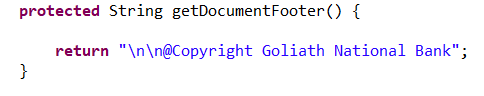 protected String getDocumentFooter() {
return "\n\n@Copyright Goliath National Bank";
}